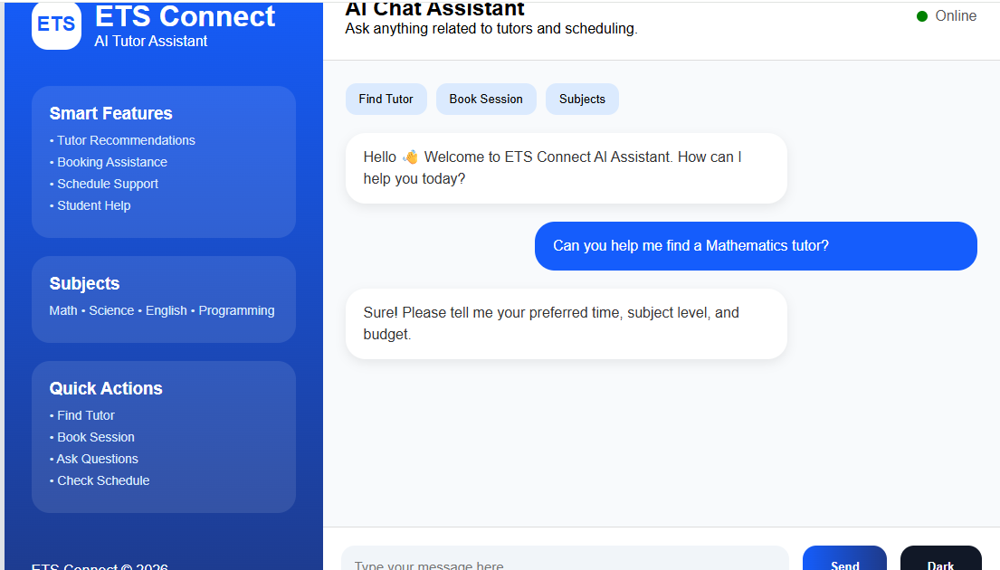 ETS
ETS Connect
AI Tutor Assistant
Smart Features
• Tutor Recommendations
• Booking Assistance
• Schedule Support
• Student Help
Subjects
Math • Science • English • Programming
Quick Actions
• Find Tutor
• Book Session
• Ask Questions
• Check Schedule
ETS Connect © 2026
AI Chat Assistant
Ask anything related to tutors and scheduling.
Online
Find Tutor
Book Session
Subjects
Hello 👋 Welcome to ETS Connect AI Assistant. How can I
help you today?
Can you help me find a Mathematics tutor?
Sure! Please tell me your preferred time, subject level, and
budget.
Type your message here
Send
Dark